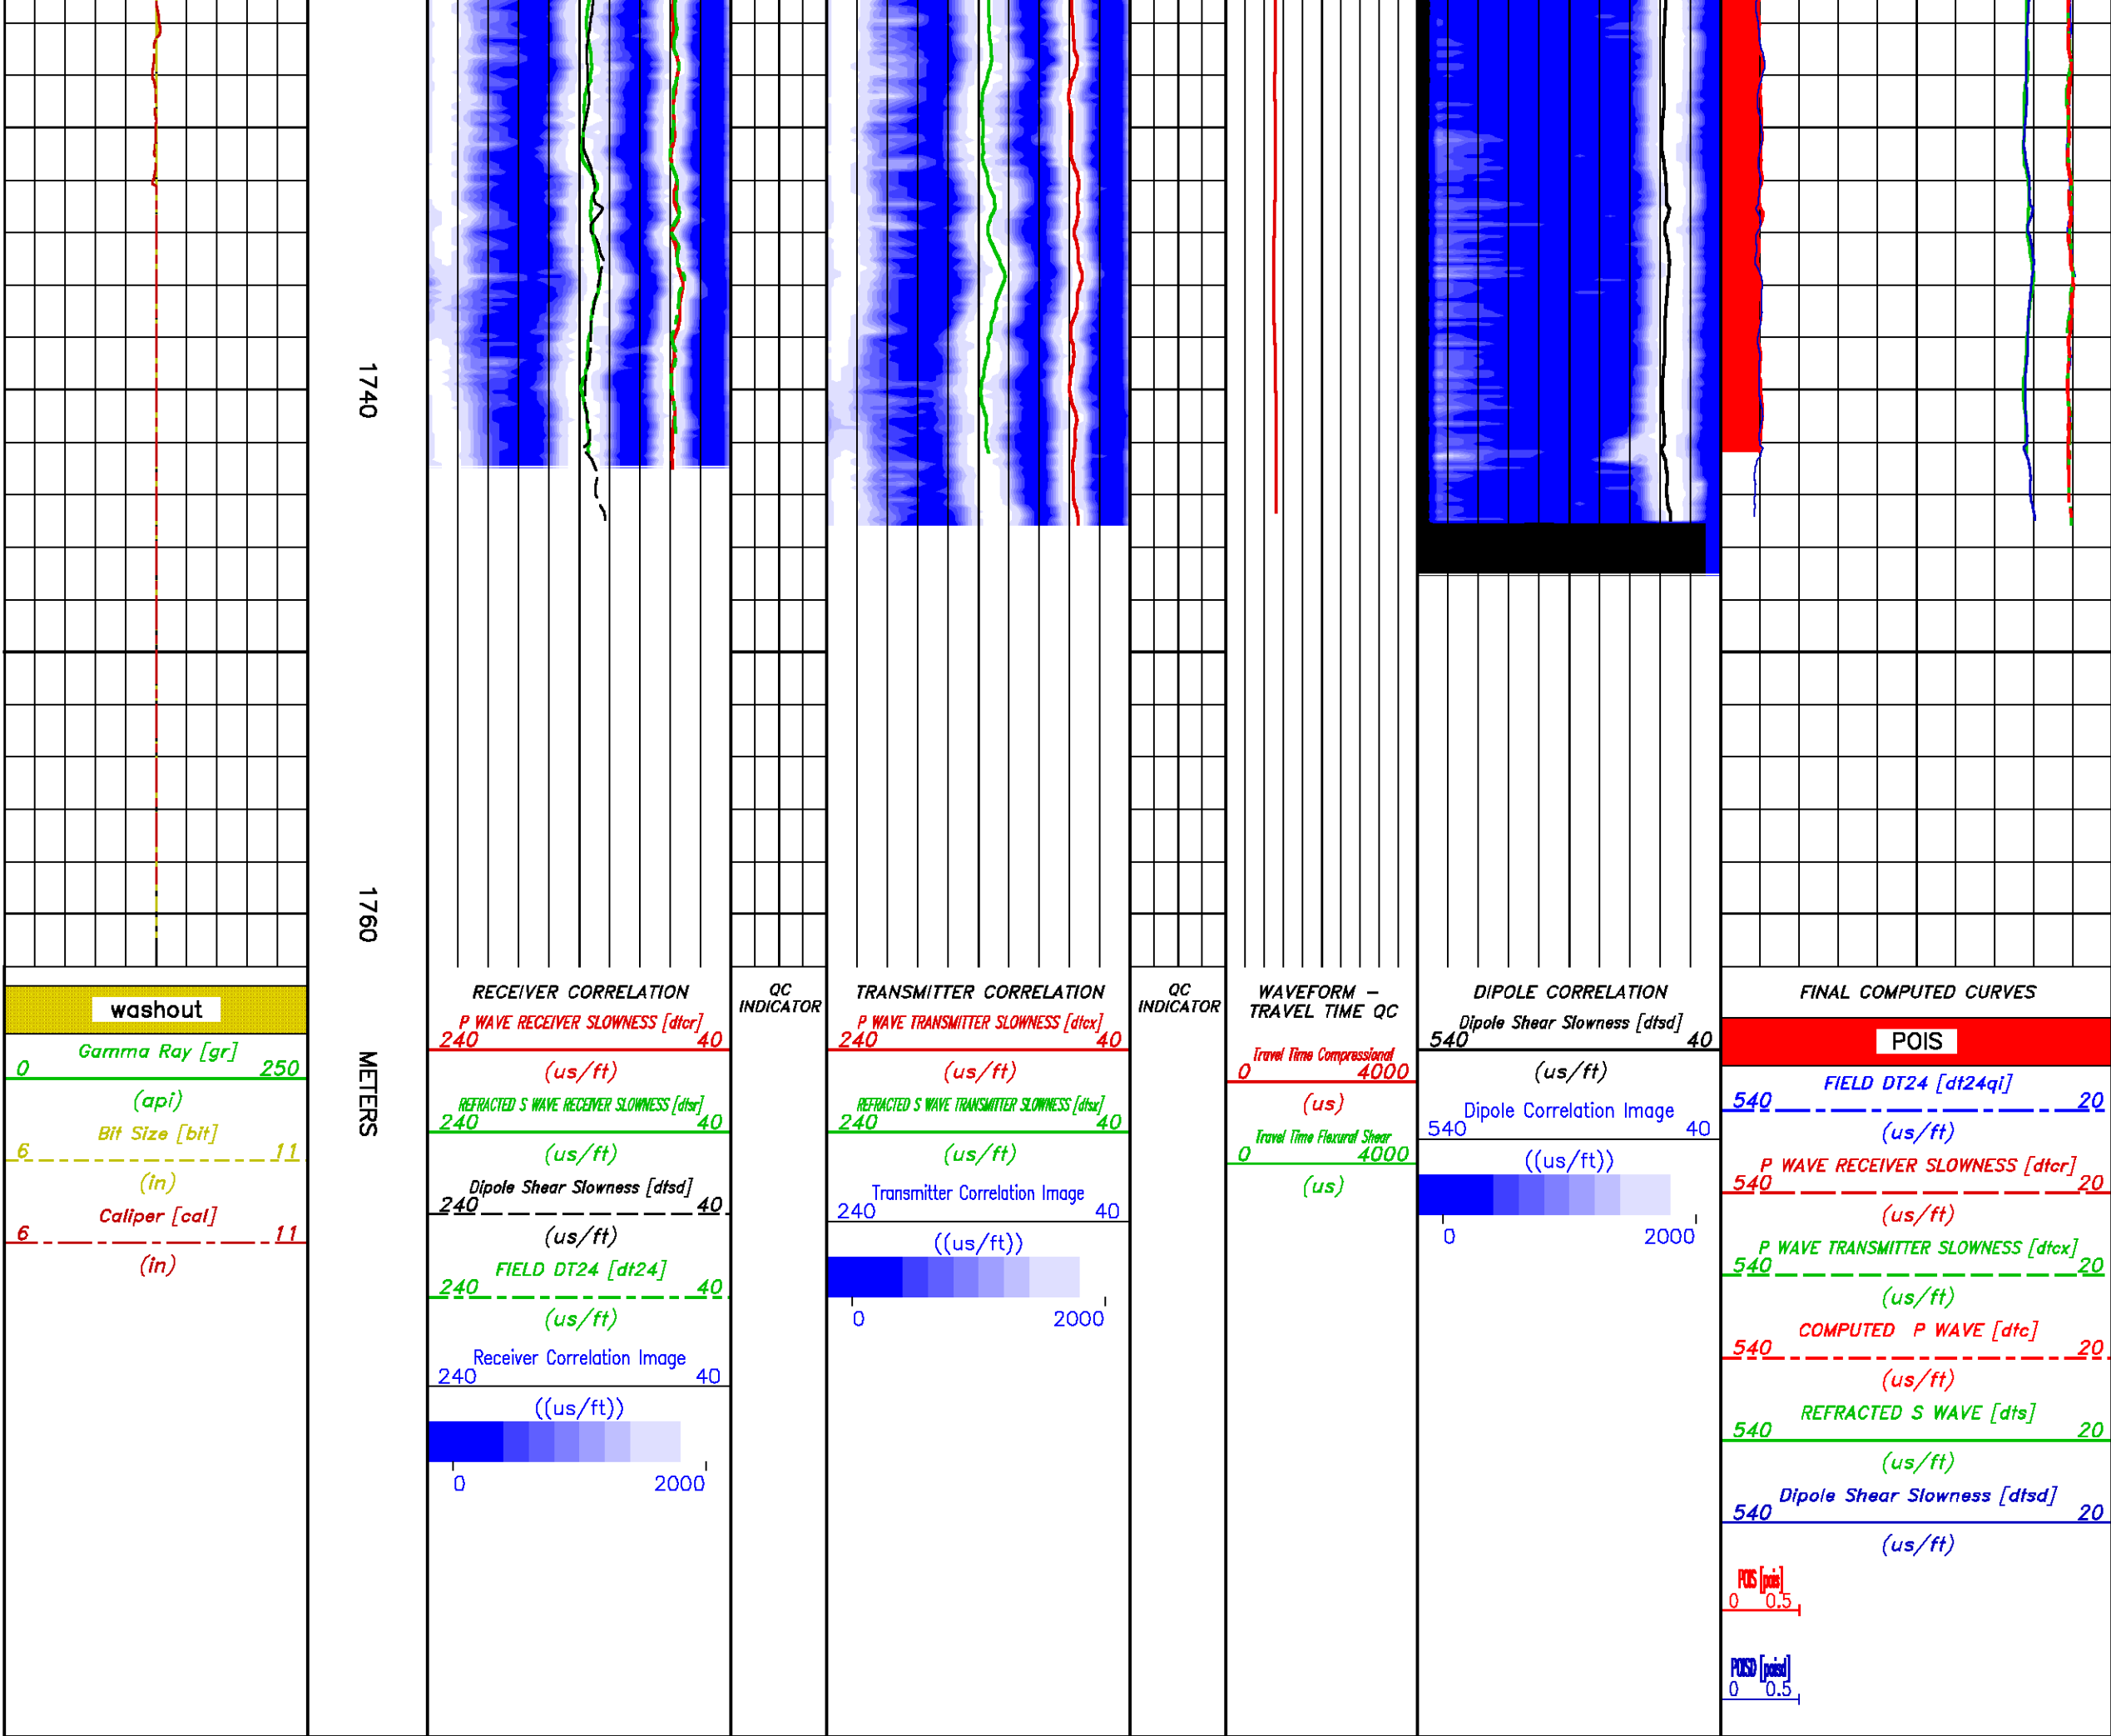 1740
1760
METERS
washout
Gamma Ray [gr]
0 250
(api)
Bit Size [bit]
6 11
(in)
Caliper [cal]
6 11
(in)
RECEIVER CORRELATION
P WAVE RECEIVER SLOWNESS [dtcr]
240 40
(us/ft)
REFRACTED S WAVE RECEIVER SLOWNESS [dtsr]
240 40
(us/ft)
Dipole Shear Slowness [dtsd]
240 40
(us/ft)
FIELD DT24 [dt24]
240 40
(us/ft)
Receiver Correlation Image
240 40
((us/ft))
0 2000
QC
INDICATOR
TRANSMITTER CORRELATION
P WAVE TRANSMITTER SLOWNESS [dtcx]
240 40
(us/ft)
REFRACTED S WAVE TRANSMITTER SLOWNESS [dtsx]
240 40
(us/ft)
Transmitter Correlation Image
240 40
((us/ft))
0 2000
QC
INDICATOR
WAVEFORM –
TRAVEL TIME QC
Travel Time Compressional
0 4000
(us)
Travel Time Flexural Shear
0 4000
(us)
DIPOLE CORRELATION
Dipole Shear Slowness [dtsd]
540 40
(us/ft)
Dipole Correlation Image
540 40
((us/ft))
0 2000
FINAL COMPUTED CURVES
POIS
FIELD DT24 [dt24qi]
540 20
(us/ft)
P WAVE RECEIVER SLOWNESS [dtcr]
540 20
(us/ft)
P WAVE TRANSMITTER SLOWNESS [dtcx]
540 20
(us/ft)
COMPUTED P WAVE [dtc]
540 20
(us/ft)
REFRACTED S WAVE [dts]
540 20
(us/ft)
Dipole Shear Slowness [dtsd]
540 20
(us/ft)
POIS [pois]
0 0.5
POISD [poisd]
0 0.5